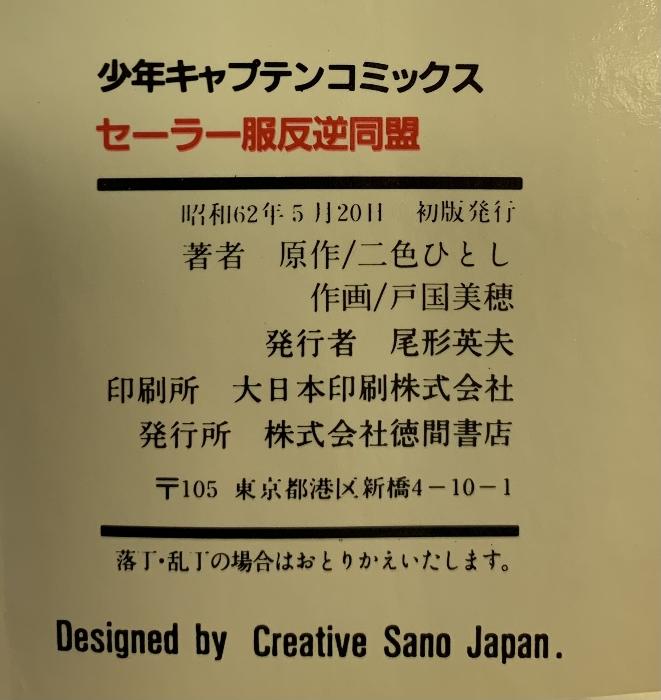 少年キャプテンコミックス
セーラー服反逆同盟
昭和62年5月20日　初版発行
著者　原作/二色ひとし
作画/戸国美穂
発行者　尾形英夫
印刷所　大日本印刷株式会社
発行所　株式会社徳間書店
〒105　東京都港区新橋4－10－1
落丁・乱丁の場合はおとりかえいたします。
Designed by Creative Sano Japan.